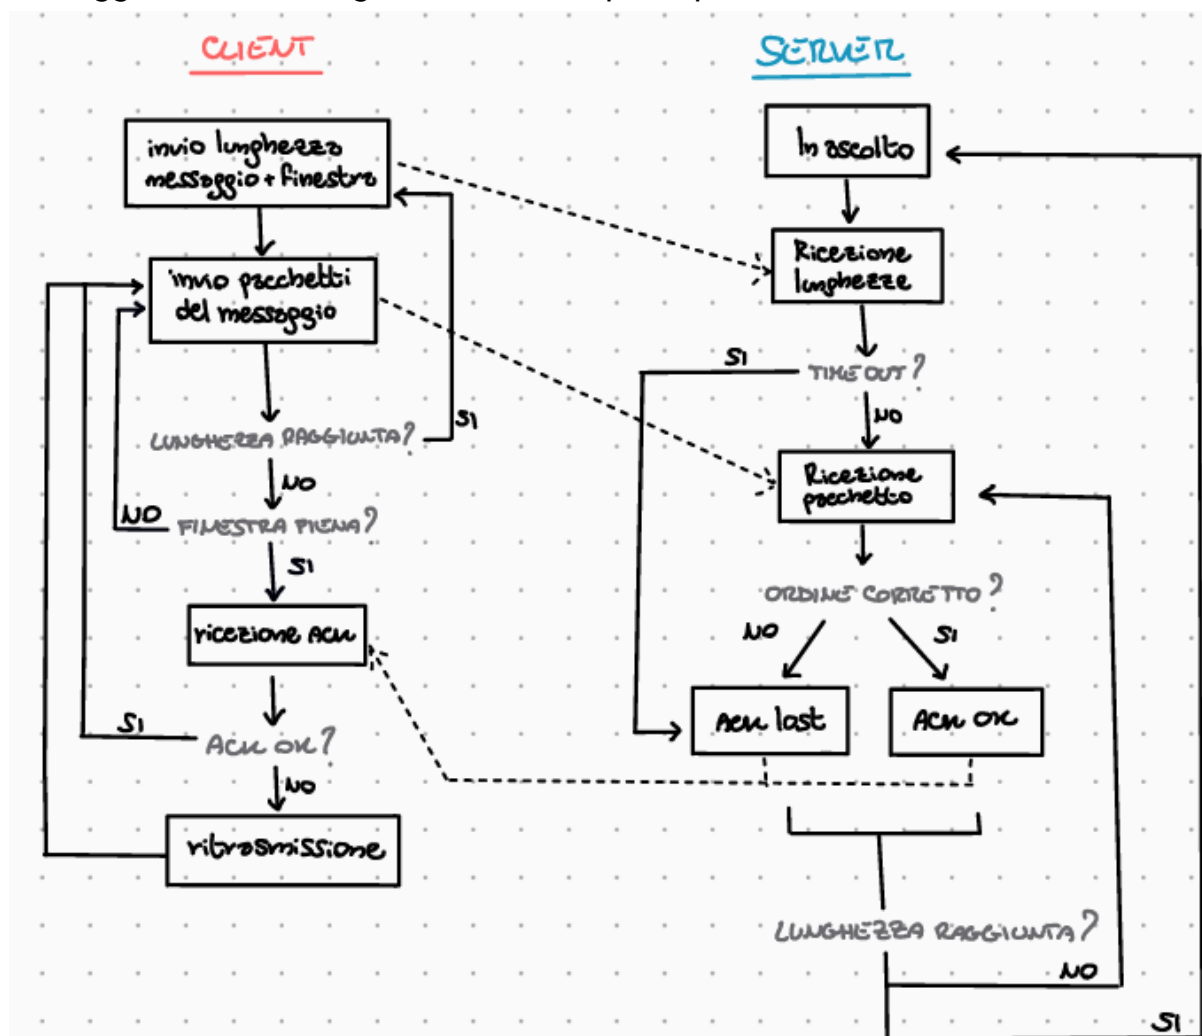 CLIENT
invio lunghezza
messaggio + finestra
invio pacchetti
del messaggio
LUNGHEZZA RAGGIUNTA?
SI
NO
NO
FINESTRA PIENA?
SI
ricezione Ack
SI
ACK OK?
NO
ritrasmissione
SERVER
In ascolto
Ricezione
lunghezze
SI
TIMEOUT?
NO
Ricezione
pacchetto
ORDINE CORRETTO?
NO
SI
Ack last
Ack OK
LUNGHEZZA RAGGIUNTA?
NO
SI